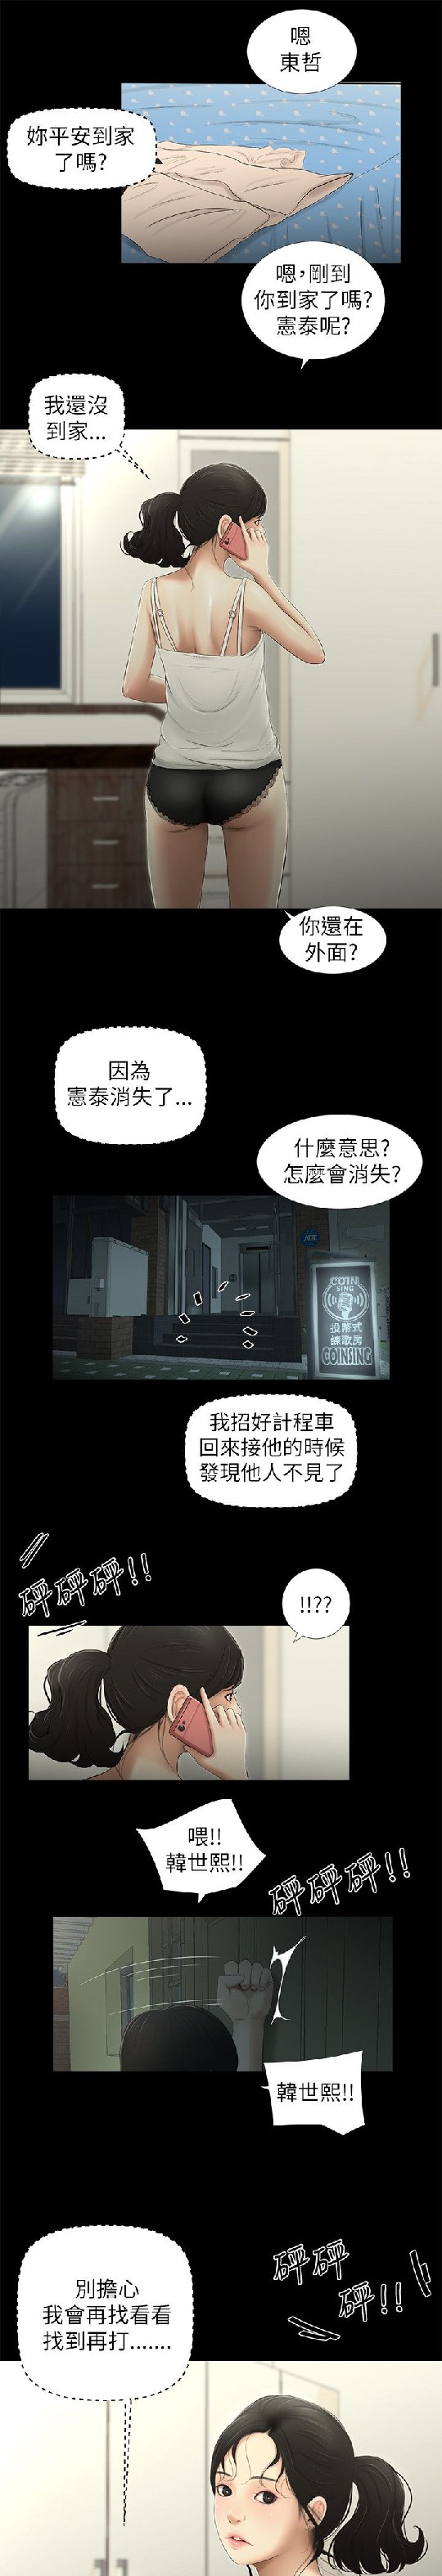 嗯
東哲
妳平安到家
了嗎?
嗯,剛到
你到家了嗎?
憲泰呢?
我還沒
到家...
你還在
外面?
因為
憲泰消失了...
什麼意思?
怎麼會消失?
COIN
SING
投幣式
練歌房
COINSING
我招好計程車
回來接他的時候
發現他人不見了
砰砰砰!!
!!??
喂!!
韓世熙!!
砰砰砰!!
韓世熙!!
砰砰
砰!!
別擔心
我會再找看看
找到再打.......